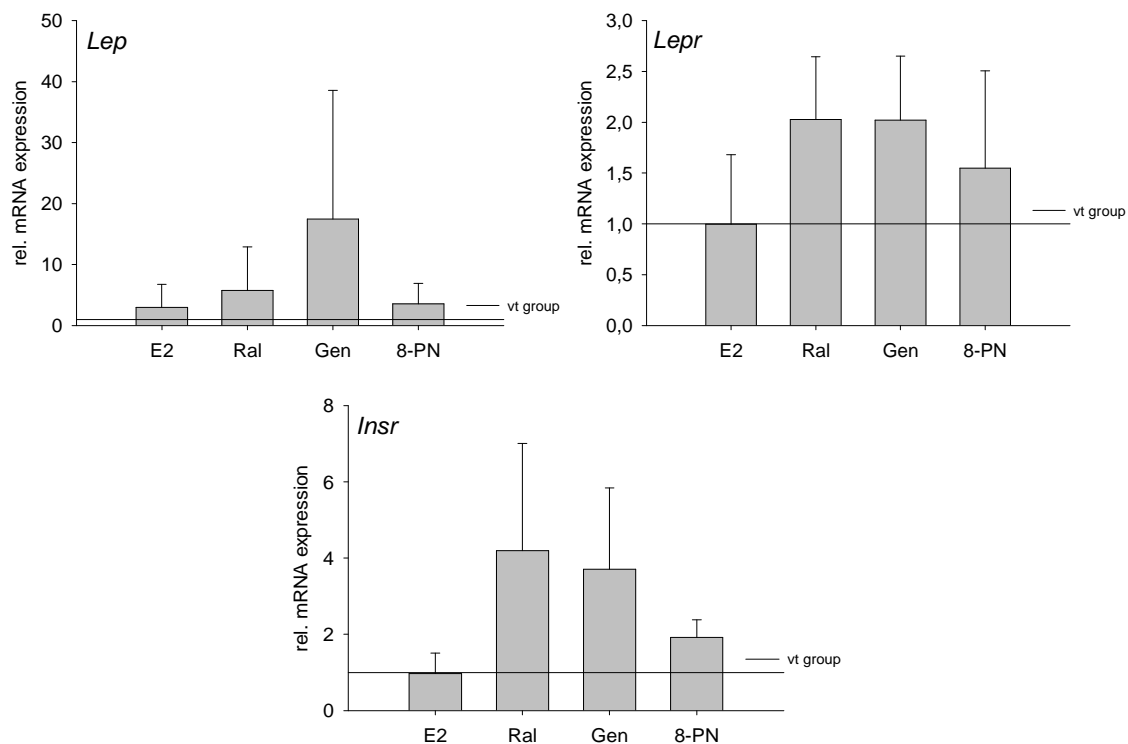 Lep
rel. mRNA expression
50
40
30
20
10
0
vt group
E2 Ral Gen 8-PN
Lepr
rel. mRNA expression
3,0
2,5
2,0
1,5
1,0
0,5
0,0
vt group
E2 Ral Gen 8-PN
Insr
rel. mRNA expression
8
6
4
2
0
vt group
E2 Ral Gen 8-PN